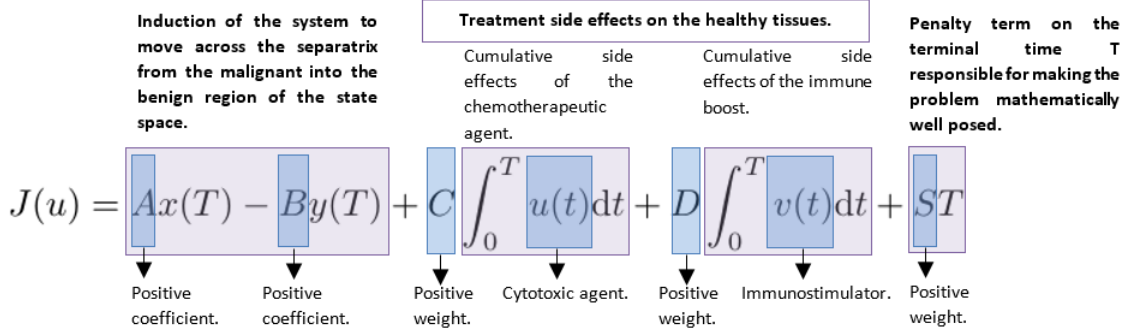 Induction of the system to
move across the separatrix
from the malignant into the
benign region of the state
space.
Treatment side effects on the healthy tissues.
Cumulative side
effects of the
chemotherapeutic
agent.
Cumulative side
effects of the immune
boost.
Penalty term on the
terminal time T
responsible for making the
problem mathematically
well posed.
J(u) = Ax(T) − By(T) + C ∫₀ᵀ u(t)dt + D ∫₀ᵀ v(t)dt + ST
Positive
coefficient.
Positive
coefficient.
Positive
weight.
Cytotoxic agent.
Positive
weight.
Immunostimulator.
Positive
weight.